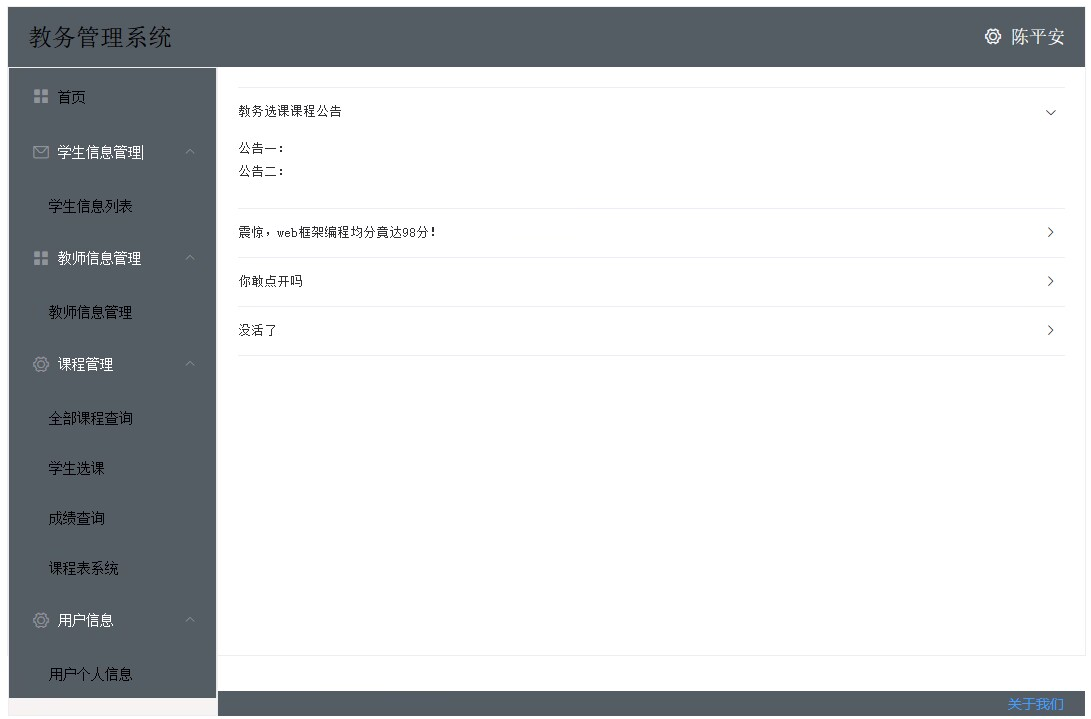 教务管理系统
陈平安
首页
学生信息管理
学生信息列表
教师信息管理
教师信息管理
课程管理
全部课程查询
学生选课
成绩查询
课程表系统
用户信息
用户个人信息
教务选课课程公告
公告一：
公告二：
震惊，web框架编程均分竟达98分！
你敢点开吗
没活了
关于我们